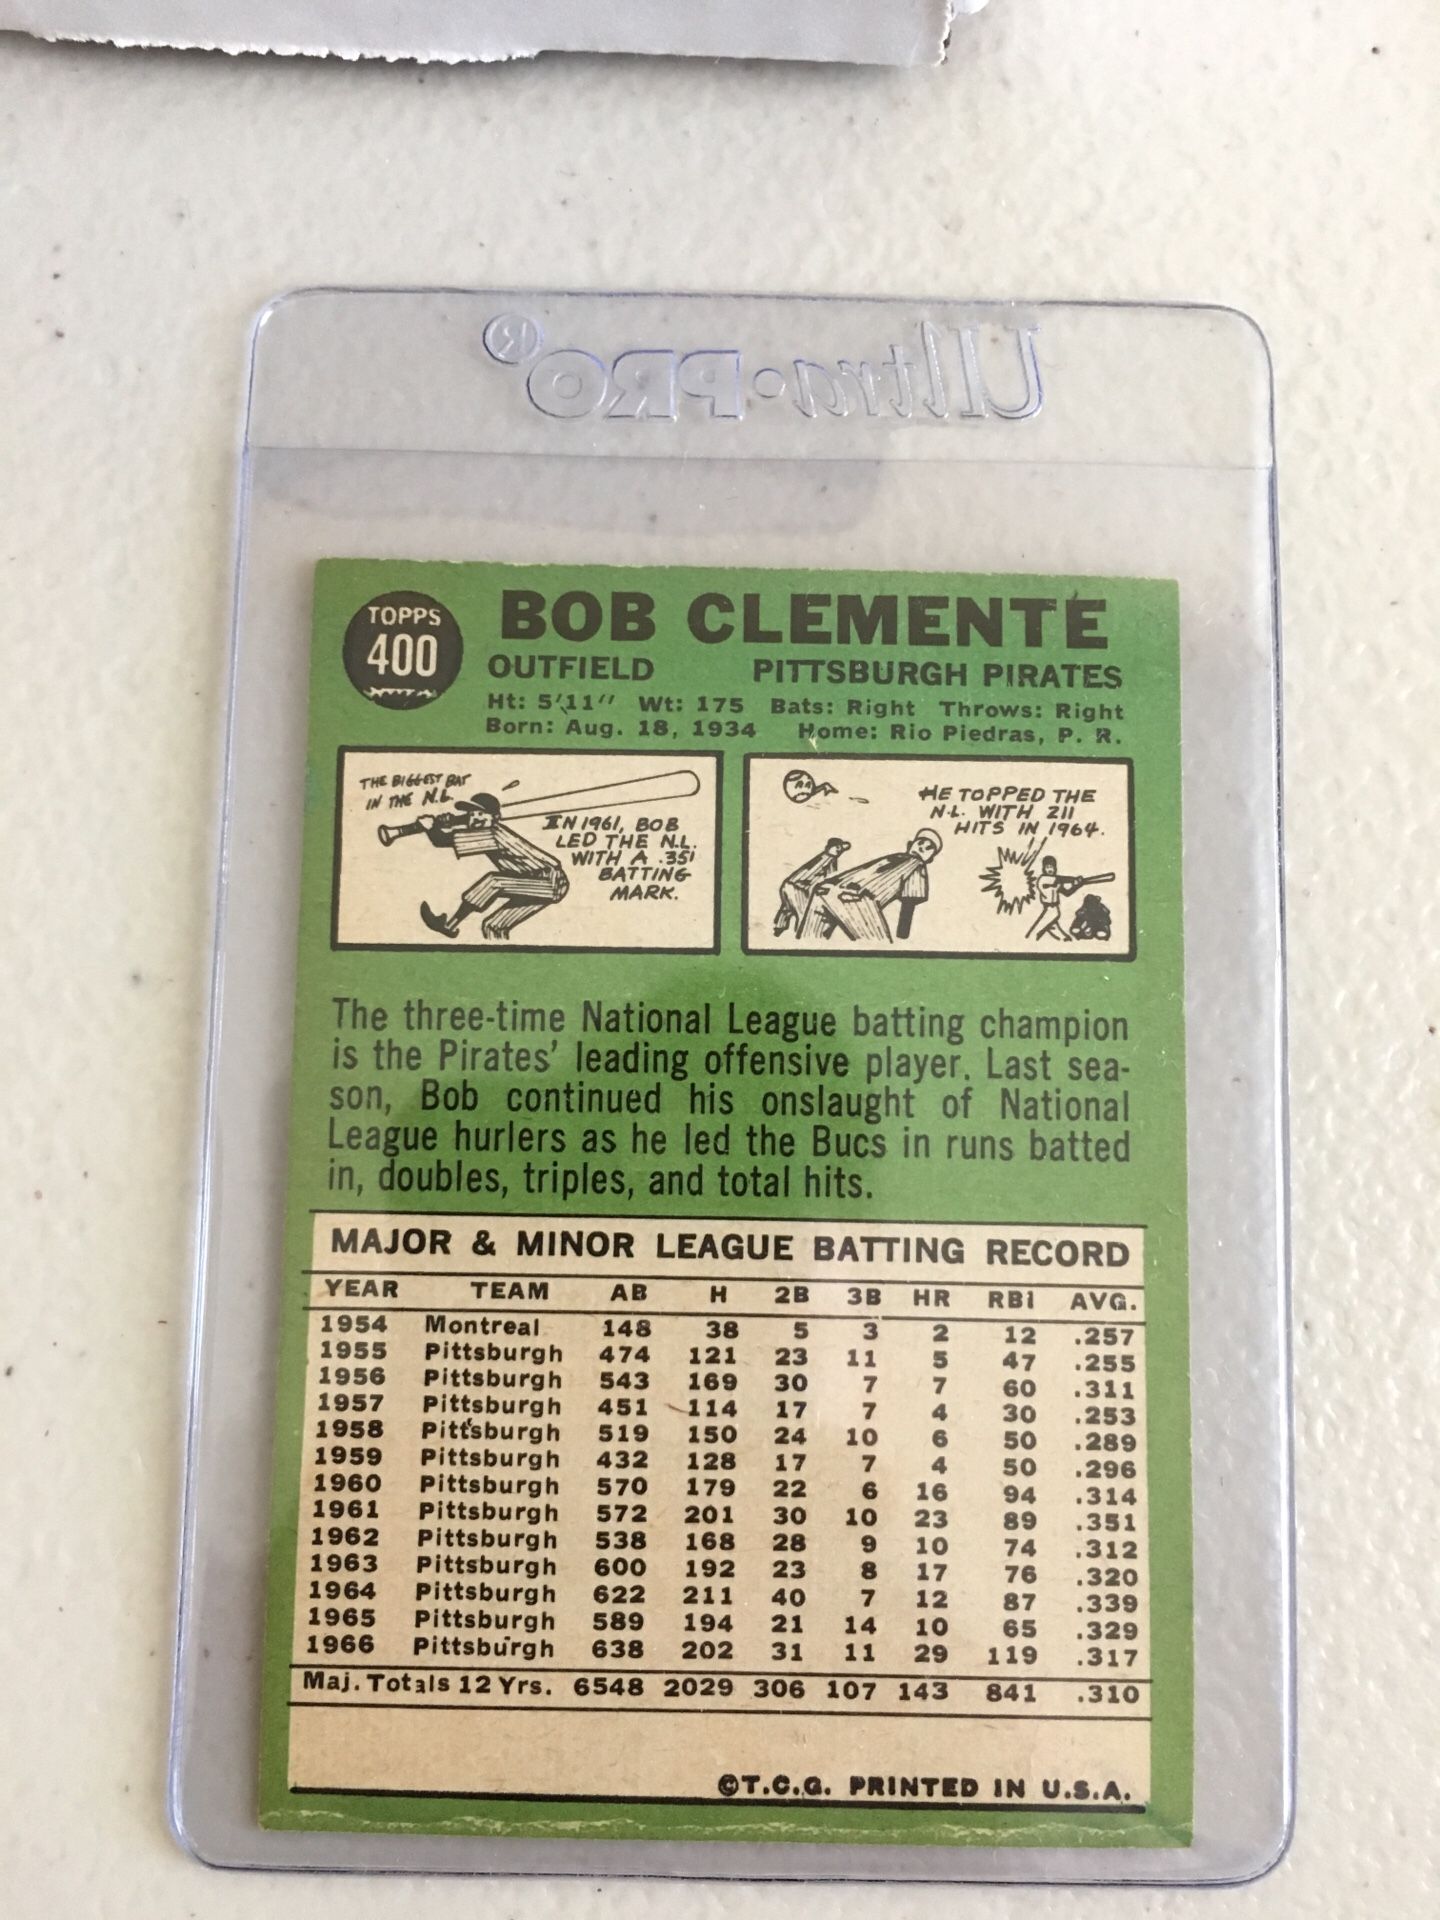 Ultra•PRO®
TOPPS
400
BOB CLEMENTE
OUTFIELD PITTSBURGH PIRATES
Ht: 5'11" Wt: 175 Bats: Right Throws: Right
Born: Aug. 18, 1934 Home: Rio Piedras, P. R.
THE BIGGEST BAT
IN THE N.L.
IN 1961, BOB
LED THE N.L.
WITH A .351
BATTING
MARK.
HE TOPPED THE
N.L. WITH 211
HITS IN 1964.
The three-time National League batting champion
is the Pirates' leading offensive player. Last sea-
son, Bob continued his onslaught of National
League hurlers as he led the Bucs in runs batted
in, doubles, triples, and total hits.
MAJOR & MINOR LEAGUE BATTING RECORD
YEAR TEAM AB H 2B 3B HR RBI AVG.
1954 Montreal 148 38 5 3 2 12 .257
1955 Pittsburgh 474 121 23 11 5 47 .255
1956 Pittsburgh 543 169 30 7 7 60 .311
1957 Pittsburgh 451 114 17 7 4 30 .253
1958 Pittsburgh 519 150 24 10 6 50 .289
1959 Pittsburgh 432 128 17 7 4 50 .296
1960 Pittsburgh 570 179 22 6 16 94 .314
1961 Pittsburgh 572 201 30 10 23 89 .351
1962 Pittsburgh 538 168 28 9 10 74 .312
1963 Pittsburgh 600 192 23 8 17 76 .320
1964 Pittsburgh 622 211 40 7 12 87 .339
1965 Pittsburgh 589 194 21 14 10 65 .329
1966 Pittsburgh 638 202 31 11 29 119 .317
Maj. Totals 12 Yrs. 6548 2029 306 107 143 841 .310
©T.C.G. PRINTED IN U.S.A.